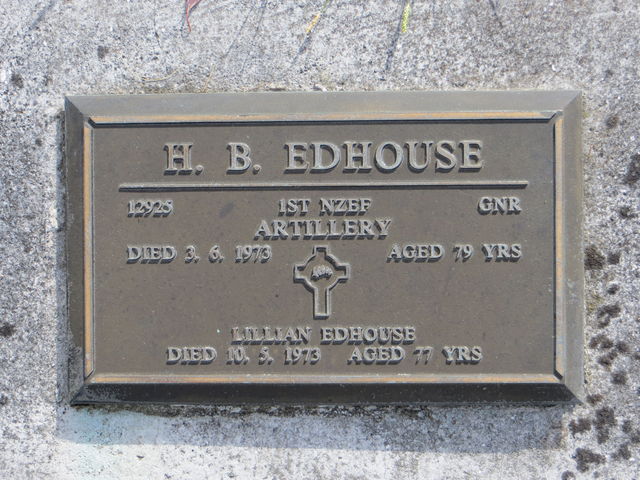 H. B. EDHOUSE
12925 1ST NZEF GNR
ARTILLERY
DIED 3. 6. 1973 AGED 79 YRS
LILLIAN EDHOUSE
DIED 10. 5. 1973 AGED 77 YRS